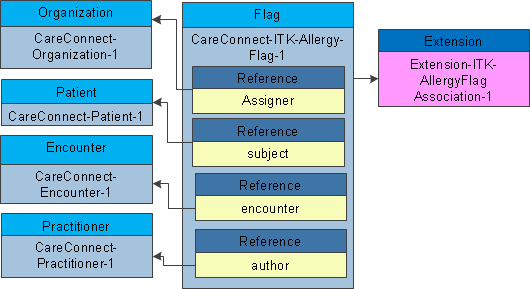 Organization
CareConnect-
Organization-1
Patient
CareConnect-Patient-1
Encounter
CareConnect-
Encounter-1
Practitioner
CareConnect-
Practitioner-1
Flag
CareConnect-ITK-Allergy-
Flag-1
Reference
Assigner
Reference
subject
Reference
encounter
Reference
author
Extension
Extension-ITK-
AllergyFlag
Association-1